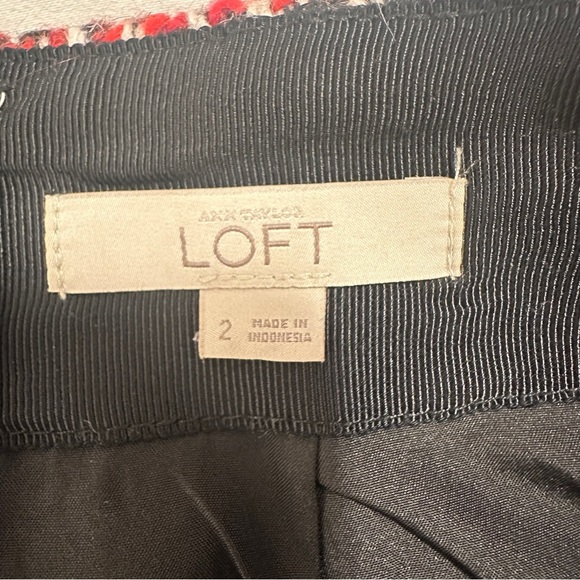 ANN TAYLOR
LOFT
2 MADE IN
INDONESIA